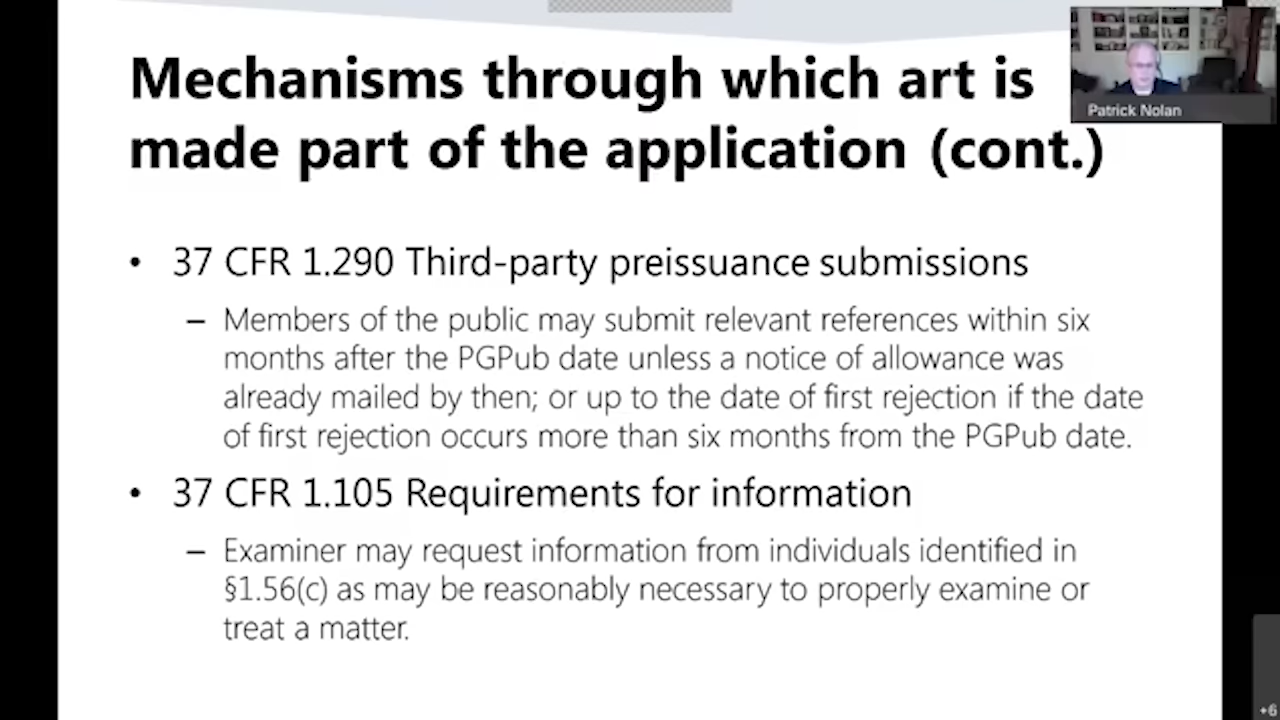 Mechanisms through which art is
made part of the application (cont.)
Patrick Nolan
• 37 CFR 1.290 Third-party preissuance submissions
– Members of the public may submit relevant references within six
months after the PGPub date unless a notice of allowance was
already mailed by then; or up to the date of first rejection if the date
of first rejection occurs more than six months from the PGPub date.
• 37 CFR 1.105 Requirements for information
– Examiner may request information from individuals identified in
§1.56(c) as may be reasonably necessary to properly examine or
treat a matter.
+6